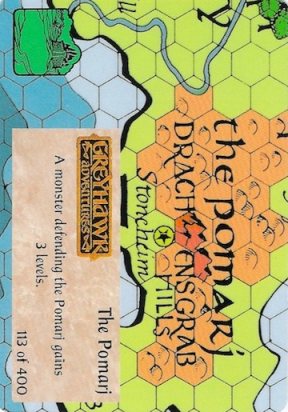 the Pomarj
DRACHENSGRAB
HILLS
Stoneheim
GREYHAWK
ADVENTURES
The Pomarj
A monster defending the Pomarj gains
3 levels.
113 of 400